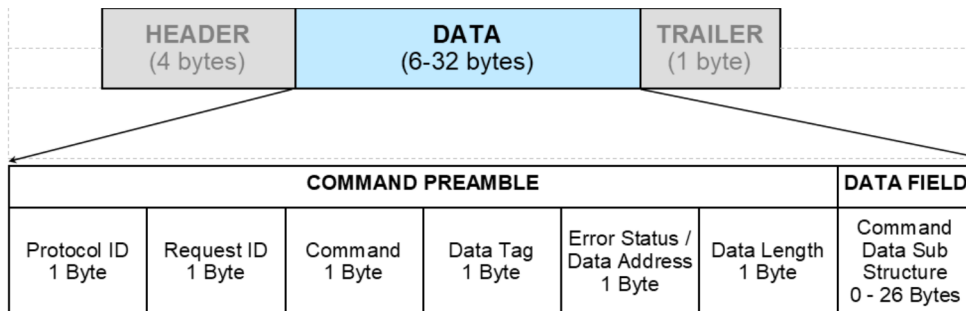 HEADER
(4 bytes)
DATA
(6-32 bytes)
TRAILER
(1 byte)
COMMAND PREAMBLE
DATA FIELD
Protocol ID
1 Byte
Request ID
1 Byte
Command
1 Byte
Data Tag
1 Byte
Error Status /
Data Address
1 Byte
Data Length
1 Byte
Command
Data Sub
Structure
0 - 26 Bytes